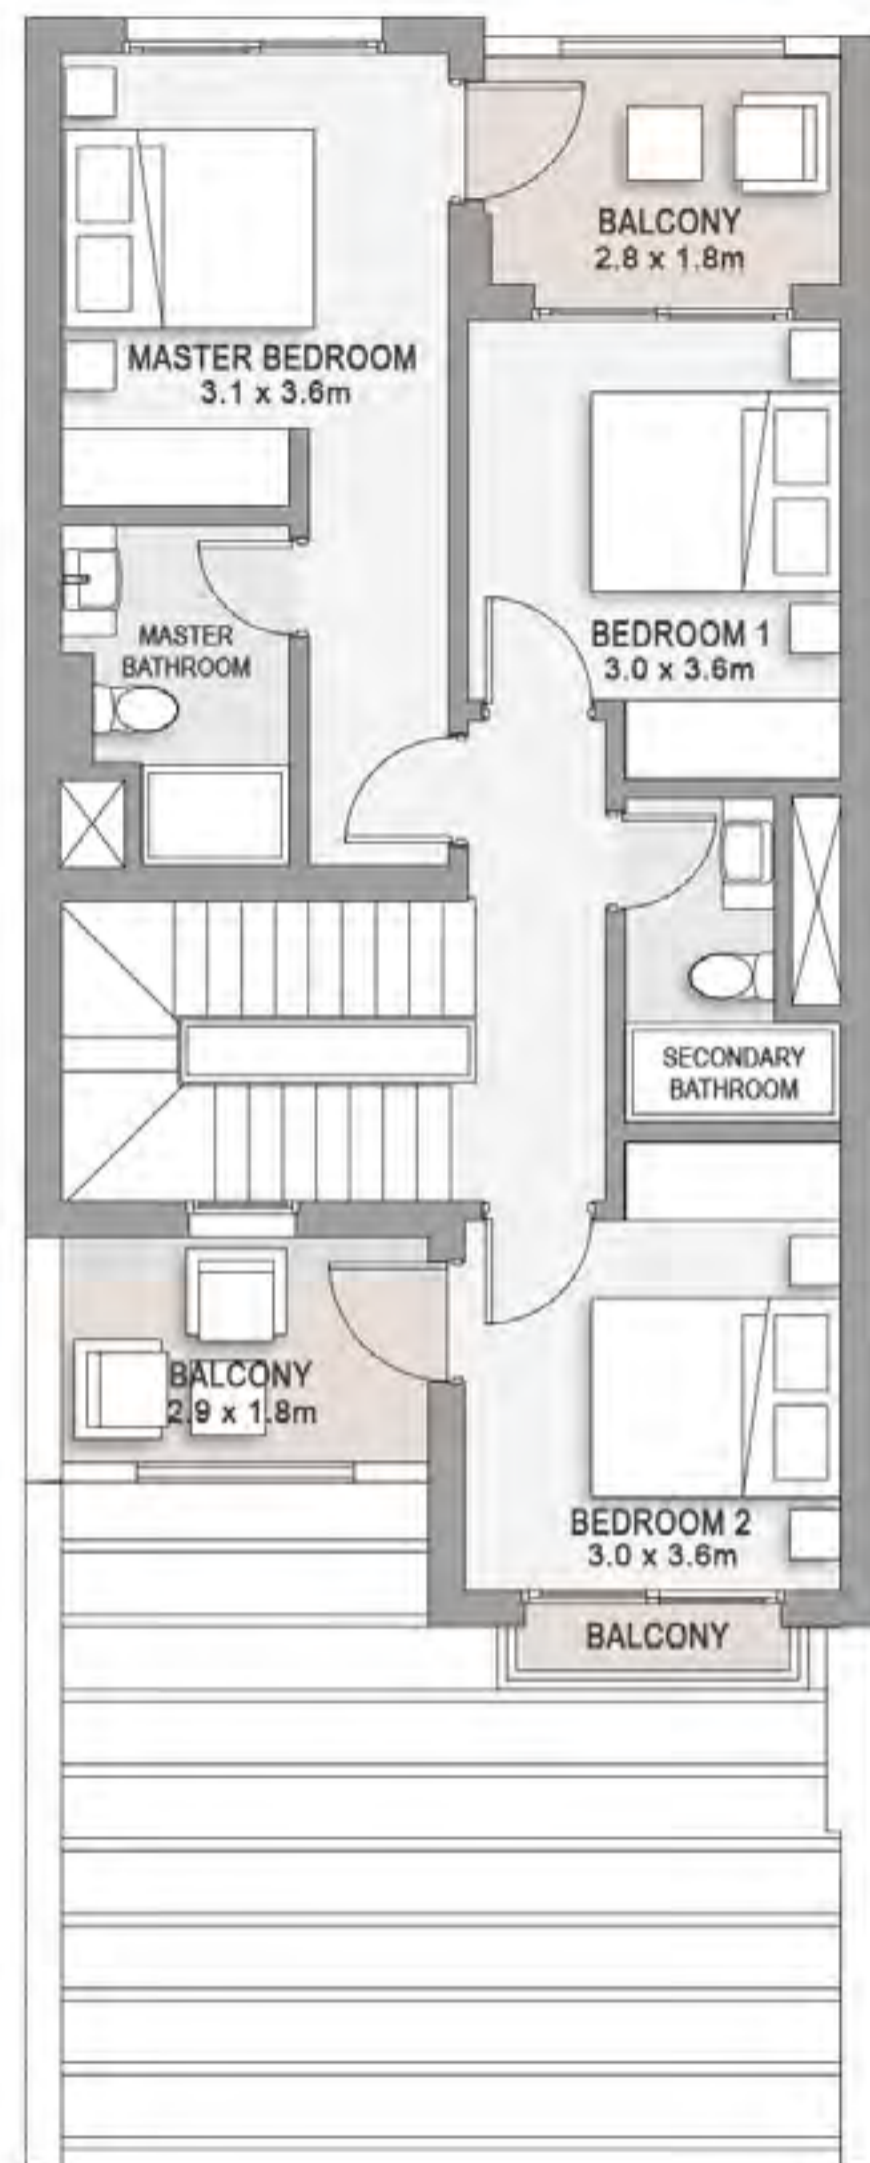 BALCONY
2.8 x 1.8m
MASTER BEDROOM
3.1 x 3.6m
BEDROOM 1
3.0 x 3.6m
MASTER
BATHROOM
SECONDARY
BATHROOM
BALCONY
2.9 x 1.8m
BEDROOM 2
3.0 x 3.6m
BALCONY